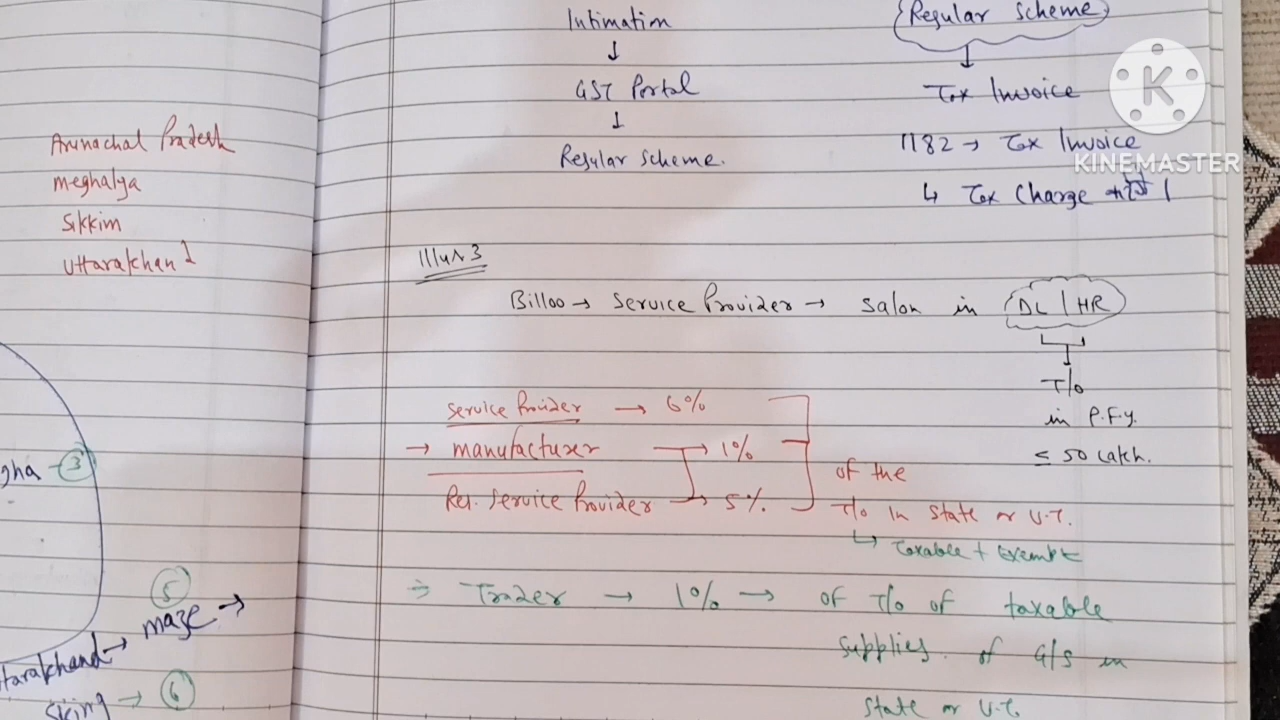 Arunachal Pradesh
meghalya
Sikkim
Uttarakhand
gha - 3
5
maze →
tarakhand →
Sking → 6
Intimation
↓
GST Portal
↓
Regular Scheme.
Regular Scheme
↓
Tax Invoice
1182 → Tax Invoice
↳ Tax Charge
K
KINEMASTER
Illus 3
Billoo → Service Provider → Salon in DL/HR
T/o
in P.F.Y.
≤ 50 Lakh.
Service Provider → 6%
→ manufacturer → 1%
Res. Service Provider → 5%
of the
T/o in State or U.T.
↳ Taxable + Exempt
⇒ Trader → 1% → of T/o of taxable
supplies of G/S in
State or U.T.